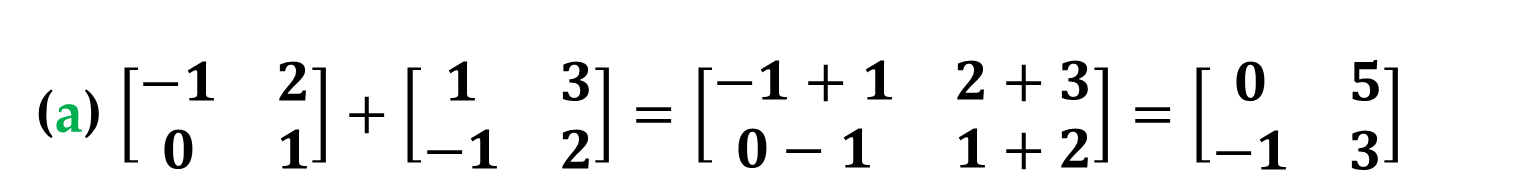 (a) [−1 2] + [1 3] = [−1 + 1 2 + 3] = [0 5]
[0 1] [−1 2] [0 − 1 1 + 2] [−1 3]